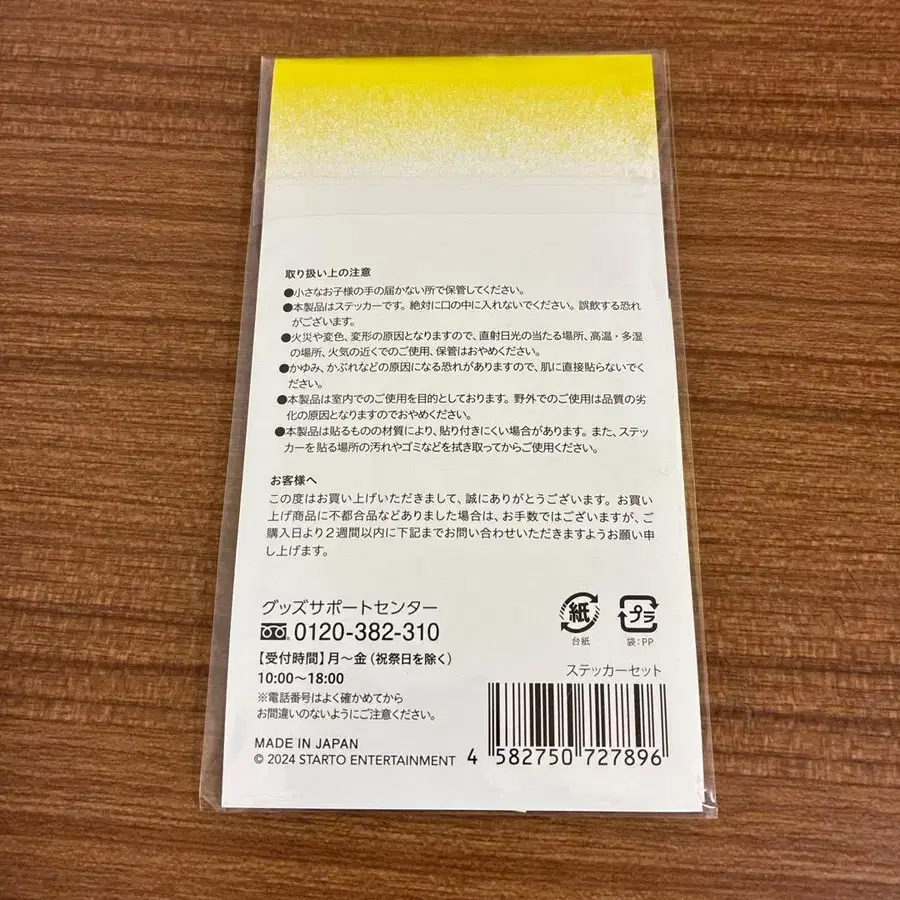 取り扱い上の注意
●小さなお子様の手の届かない所で保管してください。
●本製品はステッカーです。絶対に口の中に入れないでください。誤飲する恐れ
がございます。
●火災や変色、変形の原因となりますので、直射日光の当たる場所、高温・多湿
の場所、火気の近くでのご使用、保管はおやめください。
●かゆみ、かぶれなどの原因になる恐れがありますので、肌に直接貼らないでく
ださい。
●本製品は室内でのご使用を目的としております。野外でのご使用は品質の劣
化の原因となりますのでおやめください。
●本製品は貼るものの材質により、貼り付きにくい場合があります。また、ステッ
カーを貼る場所の汚れやゴミなどを拭き取ってからご使用ください。
お客様へ
この度はお買い上げいただきまして、誠にありがとうございます。お買い
上げ商品に不都合品などありました場合は、お手数ではございますが、ご
購入日より2週間以内に下記までお問い合わせいただきますようお願い申
し上げます。
グッズサポートセンター
0120-382-310
【受付時間】月〜金(祝祭日を除く)
10:00〜18:00
※電話番号はよく確かめてから
お間違いのないようにご注意ください。
MADE IN JAPAN
© 2024 STARTO ENTERTAINMENT
紙
台紙
プラ
袋:PP
ステッカーセット
4 582750 727896